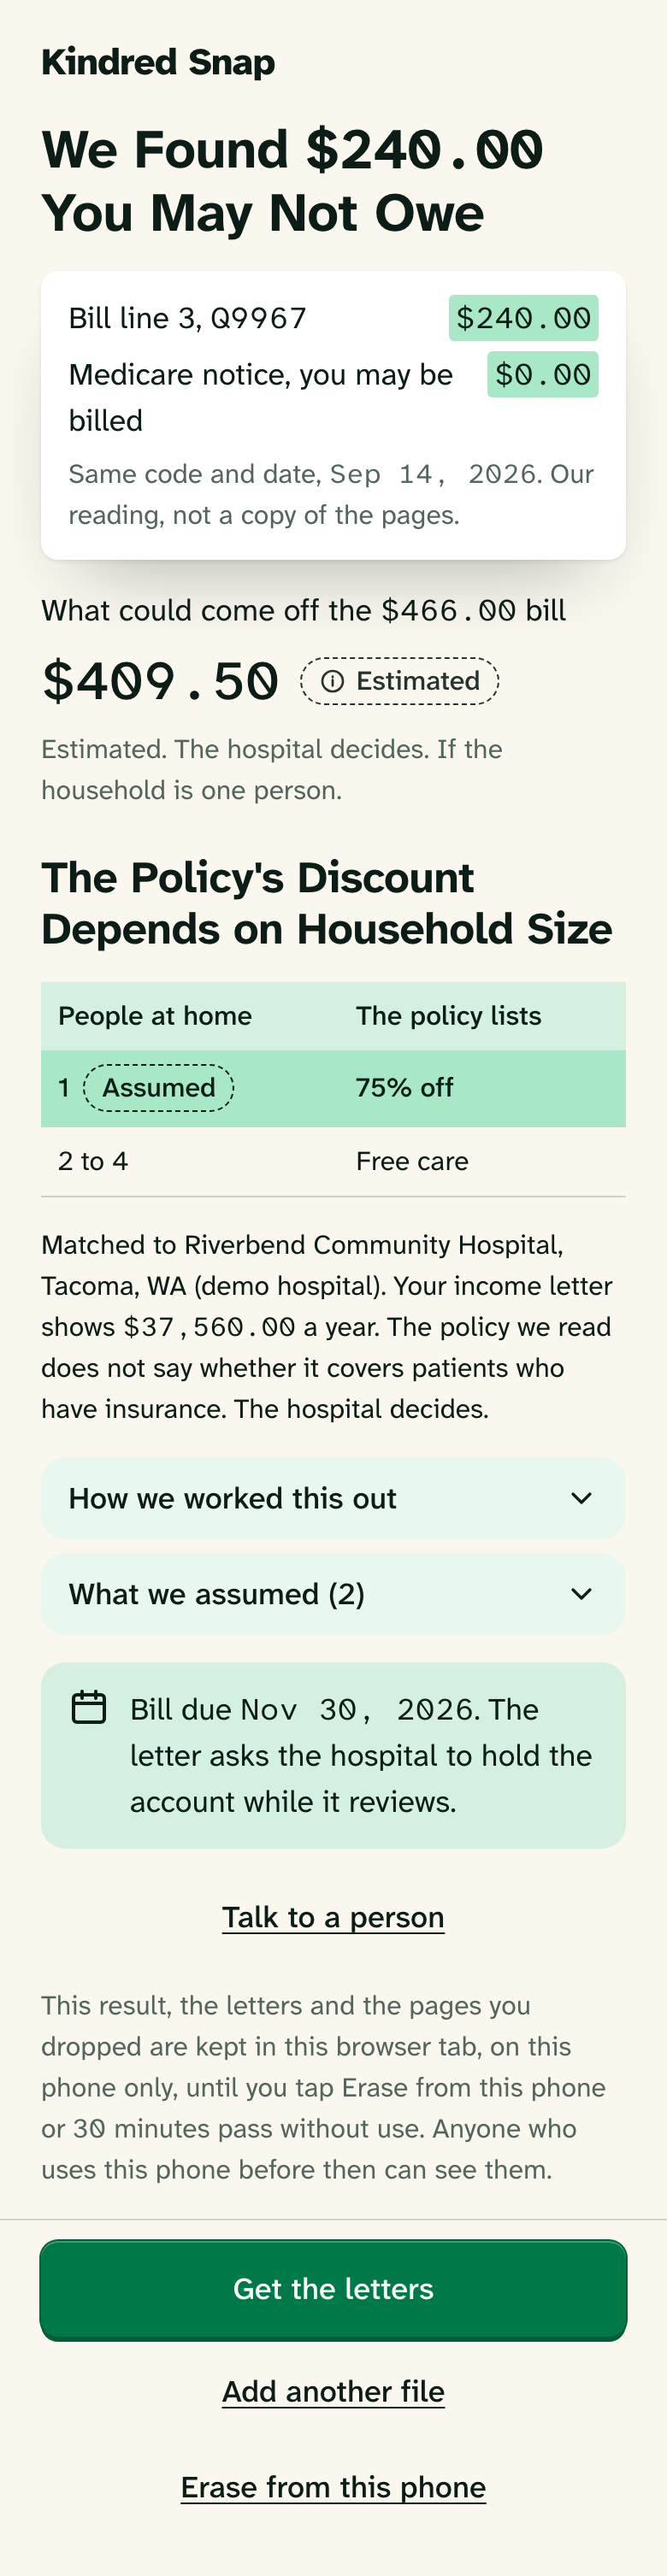 Kindred Snap
We Found $240.00
You May Not Owe
Bill line 3, Q9967 $240.00
Medicare notice, you may be $0.00
billed
Same code and date, Sep 14, 2026. Our
reading, not a copy of the pages.
What could come off the $466.00 bill
$409.50 Estimated
Estimated. The hospital decides. If the
household is one person.
The Policy's Discount
Depends on Household Size
People at home The policy lists
1 Assumed 75% off
2 to 4 Free care
Matched to Riverbend Community Hospital,
Tacoma, WA (demo hospital). Your income letter
shows $37,560.00 a year. The policy we read
does not say whether it covers patients who
have insurance. The hospital decides.
How we worked this out
What we assumed (2)
Bill due Nov 30, 2026. The
letter asks the hospital to hold the
account while it reviews.
Talk to a person
This result, the letters and the pages you
dropped are kept in this browser tab, on this
phone only, until you tap Erase from this phone
or 30 minutes pass without use. Anyone who
uses this phone before then can see them.
Get the letters
Add another file
Erase from this phone